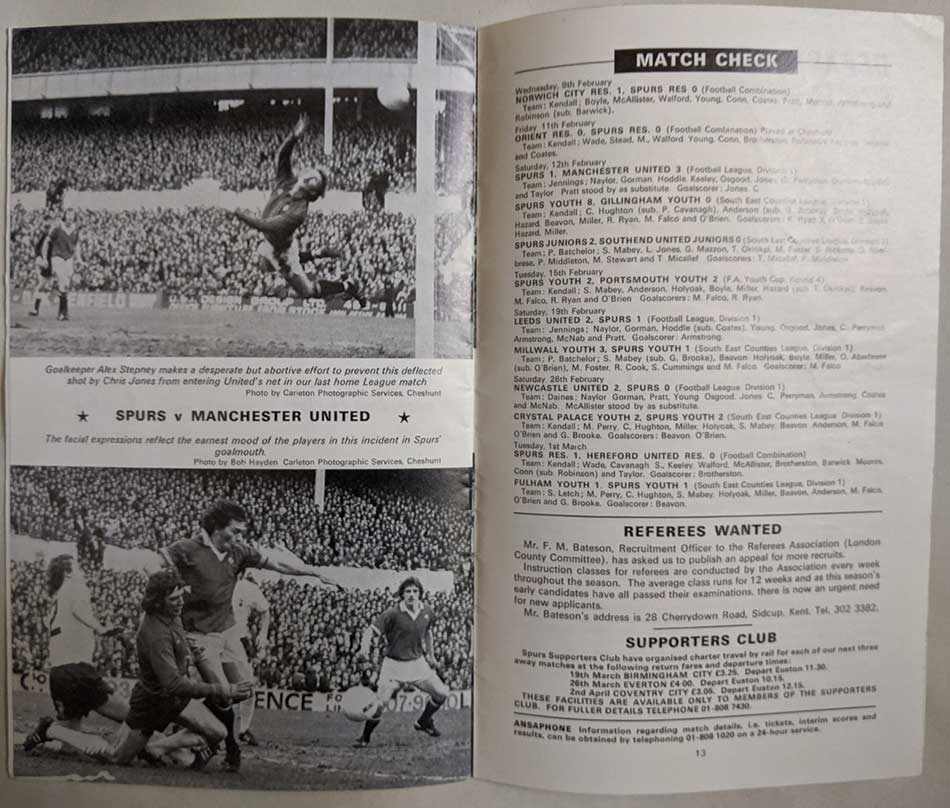 ENFIELD
Goalkeeper Alex Stepney makes a desperate but abortive effort to prevent this deflected
shot by Chris Jones from entering United's net in our last home League match
Photo by Carleton Photographic Services, Cheshunt
★ SPURS v MANCHESTER UNITED ★
The facial expressions reflect the earnest mood of the players in this incident in Spurs'
goalmouth.
Photo by Bob Hayden Carleton Photographic Services, Cheshunt
ENCE
MATCH CHECK
Wednesday, 9th February
NORWICH CITY RES. 1, SPURS RES 0 (Football Combination)
Team: Kendall; Boyle, McAllister, Walford, Young, Conn, Coates, Pratt, Armstrong and
Robinson (sub. Barwick).
Friday 11th February
ORIENT RES. 0, SPURS RES. 0 (Football Combination) Played at Cheshunt
Team: Kendall; Wade, Stead, M., Walford Young, Conn,
and Coates.
Saturday, 12th February
SPURS 1, MANCHESTER UNITED 3 (Football League, Division 1)
Team: Jennings; Naylor, Gorman, Hoddle, Keeley, Osgood, Jones,
and Taylor Pratt stood by as substitute. Goalscorer: Jones
SPURS YOUTH 8, GILLINGHAM YOUTH 0 (South East
Team: Kendall; C. Hughton (sub. P. Cavanagh), Anderson (sub.
Hazard, Beavon, Miller, R. Ryan, M. Falco and O'Brien. Goalscorers:
Hazard, Miller.
SPURS JUNIORS 2, SOUTHEND UNITED JUNIORS 0 (South East
Team: P. Batchelor; S. Mabey, L. Jones, G. Mazzon, T. M. Foster,
P. Middleton, M. Stewart and T. Micallef Goalscorers: T. Micallef, P. Middleton
Tuesday, 15th February
SPURS YOUTH 2, PORTSMOUTH YOUTH 2 (F.A. Youth Cup,
Team: Kendall; S. Mabey, Anderson, Holyoak, Boyle, Miller, Hazard Beavon,
M. Falco, R. Ryan and O'Brien Goalscorers: M. Falco, R. Ryan.
Saturday, 19th February
LEEDS UNITED 2, SPURS 1 (Football League, Division 1)
Team: Jennings; Naylor, Gorman, Hoddle (sub. Coates), Young, Osgood, Jones, C. Perryman,
Armstrong, McNab and Pratt. Goalscorer: Armstrong.
MILLWALL YOUTH 3, SPURS YOUTH 1 (South East Counties League, Division 1)
Team: P. Batchelor; S. Mabey (sub. G. Brooke), Beavon Holyoak, Boyle, Miller, O.
(sub. O'Brien), M. Foster, R. Cook, S. Cummings and M. Falco. Goalscorer: M. Falco
Saturday, 26th February
NEWCASTLE UNITED 2, SPURS 0 (Football League, Division 1)
Team: Daines; Naylor Gorman, Pratt, Young Osgood Jones, C. Perryman, Armstrong, Coates
and McNab. McAllister stood by as substitute.
CRYSTAL PALACE YOUTH 2, SPURS YOUTH 2 (South East Counties League Division 1)
Team: Kendall; M. Perry, C. Hughton, Miller, Holyoak, S. Mabey Beavon Anderson, M. Falco
O'Brien and G. Brooke. Goalscorers: Beavon O'Brien.
Tuesday, 1st March
SPURS RES. 1, HEREFORD UNITED RES. 0 (Football Combination)
Team: Kendall; Wade, Cavanagh S., Keeley, Walford, McAllister, Brotherston, Barwick Moores,
Conn (sub Robinson) and Taylor. Goalscorer: Brotherston.
FULHAM YOUTH 1, SPURS YOUTH 1 (South East Counties League, Division 1)
Team: S. Letch; M. Perry, C. Hughton, S. Mabey, Holyoak, Miller, Beavon, Anderson, M. Falco,
O'Brien and G. Brooke. Goalscorer: Beavon.
REFEREES WANTED
Mr. F. M. Bateson, Recruitment Officer to the Referees Association (London
County Committee), has asked us to publish an appeal for more recruits.
Instruction classes for referees are conducted by the Association every week
throughout the season. The average class runs for 12 weeks and as this season's
early candidates have all passed their examinations, there is now an urgent need
for new applicants.
Mr. Bateson's address is 28 Cherrydown Road, Sidcup, Kent. Tel. 302 3382.
SUPPORTERS CLUB
Spurs Supporters Club have organised charter travel by rail for each of our next three
away matches at the following return fares and departure times:
19th March BIRMINGHAM CITY £3.25. Depart Euston 11.30.
26th March EVERTON £4.00. Depart Euston 10.15.
2nd April COVENTRY CITY £3.05. Depart Euston 12.15.
THESE FACILITIES ARE AVAILABLE ONLY TO MEMBERS OF THE SUPPORTERS
CLUB. FOR FULLER DETAILS TELEPHONE 01-808 7430.
ANSAPHONE Information regarding match details, i.e. tickets, interim scores and
results, can be obtained by telephoning 01-808 1020 on a 24-hour service.
13